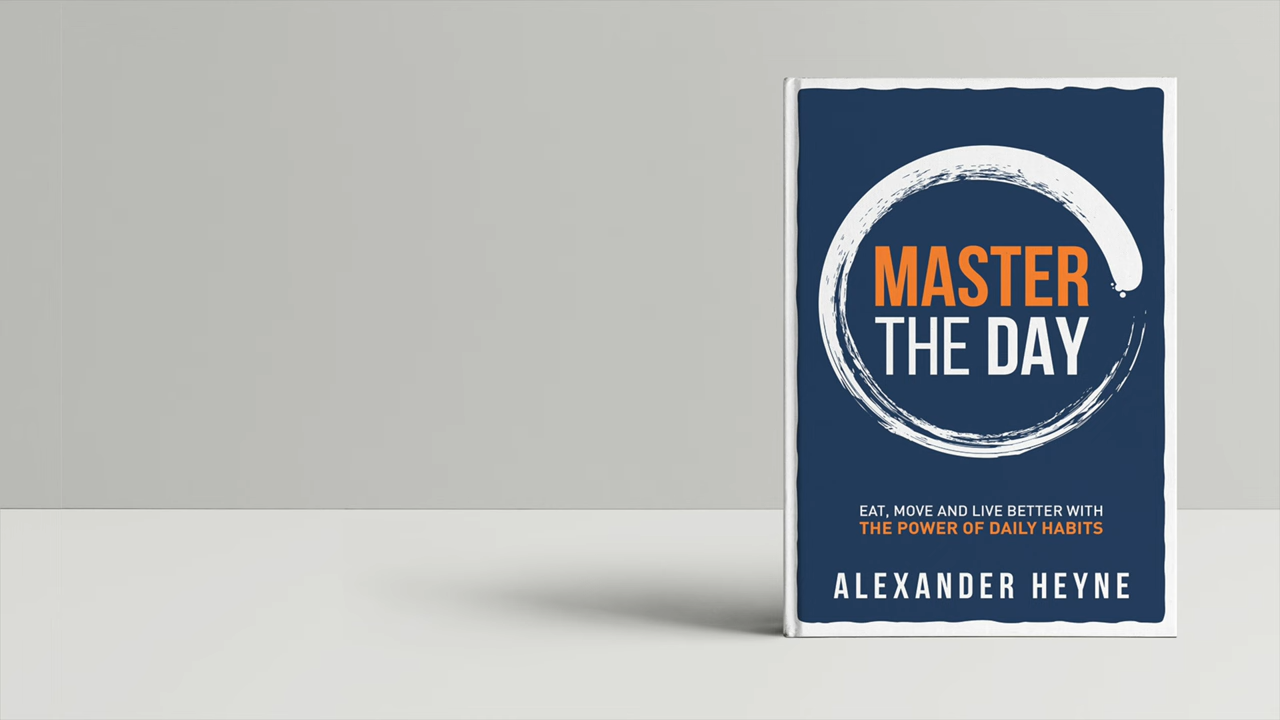 MASTER
THE DAY
EAT, MOVE AND LIVE BETTER WITH
THE POWER OF DAILY HABITS
ALEXANDER HEYNE